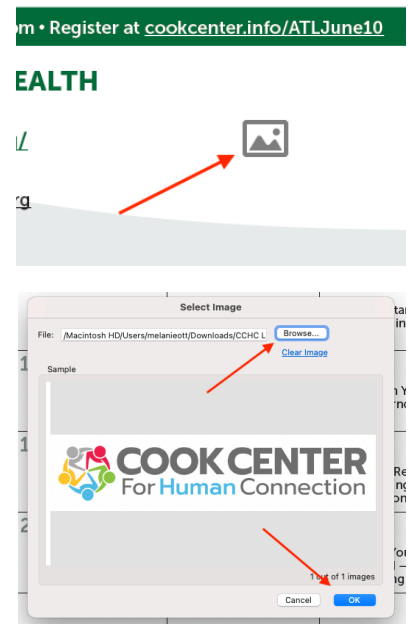 om • Register at cookcenter.info/ATLJune10
EALTH
Select Image
File: /Macintosh HD/Users/melanieott/Downloads/CCHC L Browse...
Clear Image
Sample
COOK CENTER
For Human Connection
1 out of 1 images
Cancel OK